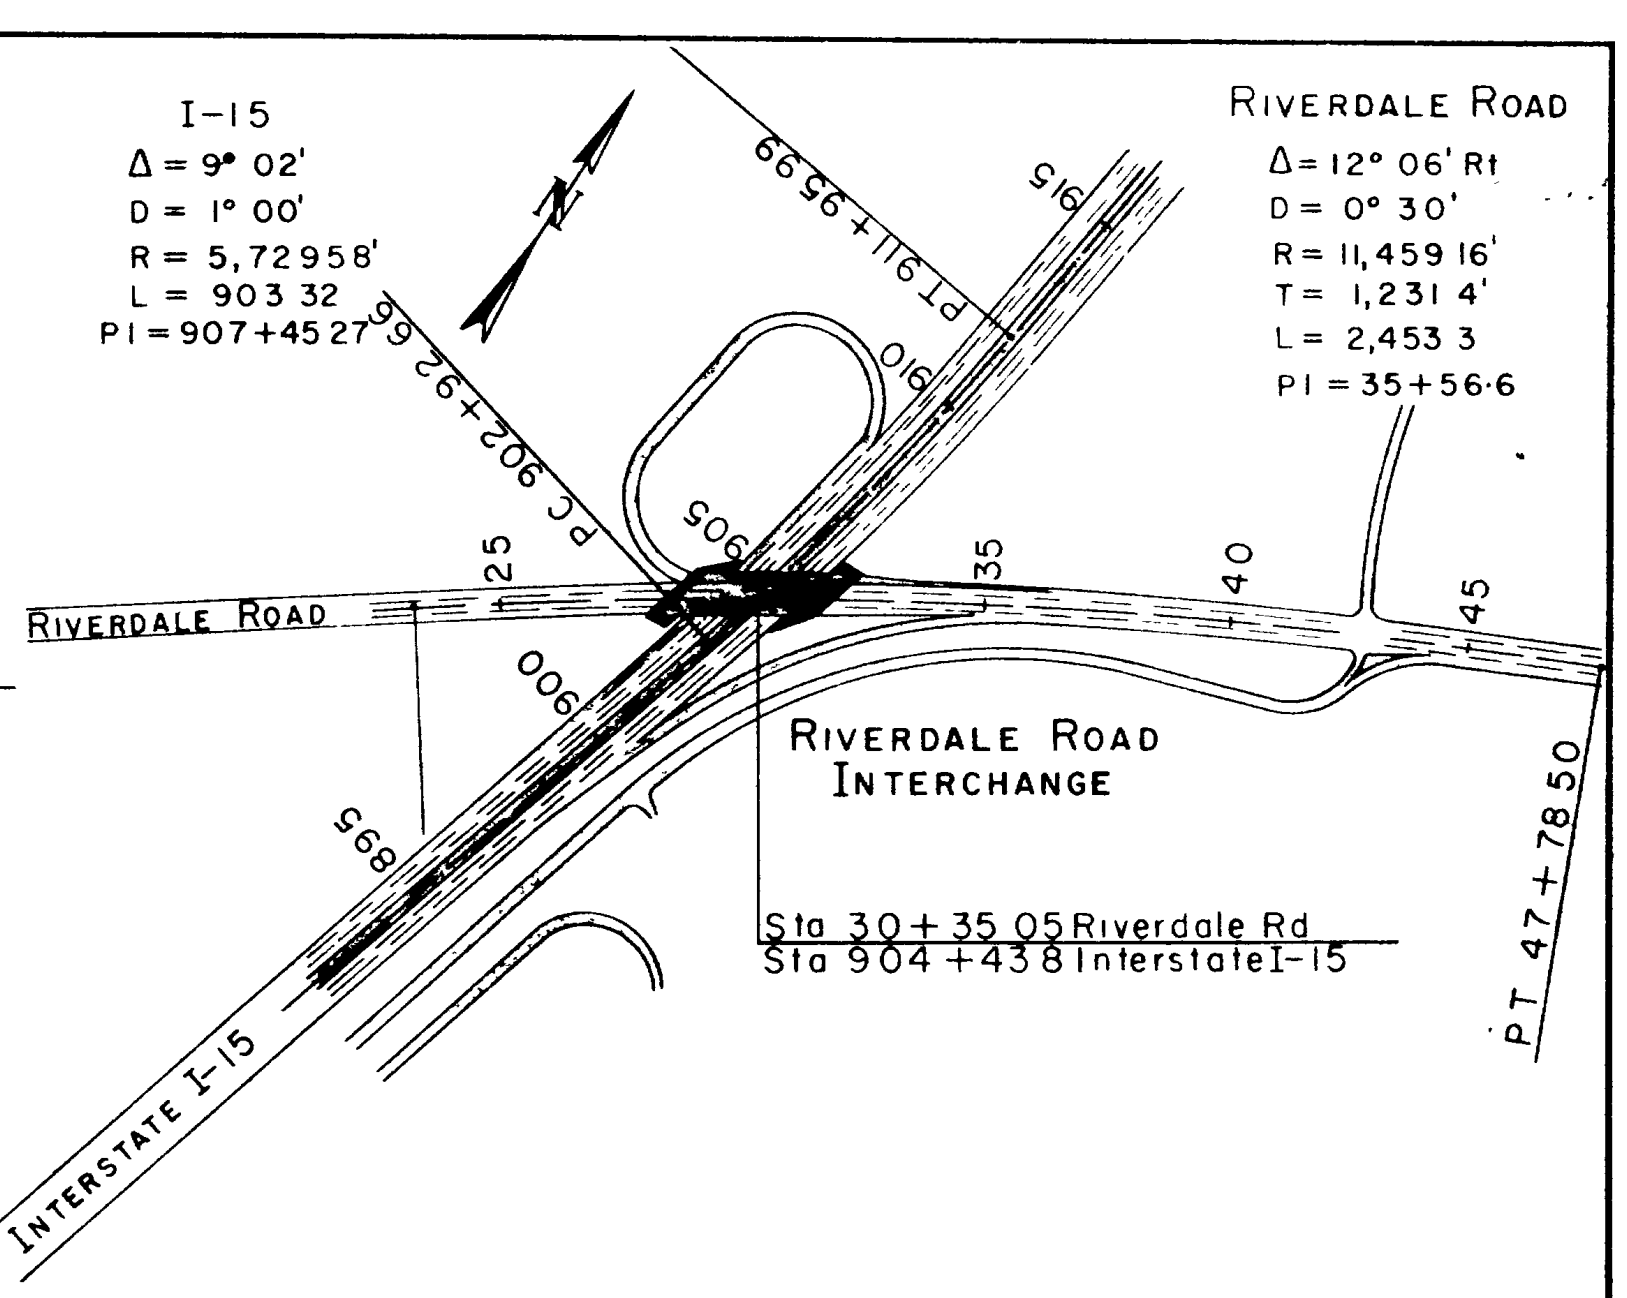 I-15
Δ = 9° 02'
D = 1° 00'
R = 5,729 58'
L = 903 32
PI = 907+45 27
RIVERDALE ROAD
Δ = 12° 06' Rt
D = 0° 30'
R = 11,459 16'
T = 1,231 4'
L = 2,453 3
PI = 35+56.6
N
PC 902+92 66
PT 911+95 99
915
910
905
900
895
25
35
40
45
RIVERDALE ROAD
RIVERDALE ROAD
INTERCHANGE
Sta 30+35 05 Riverdale Rd
Sta 904+43 8 Interstate I-15
PT 47+78 50
INTERSTATE I-15